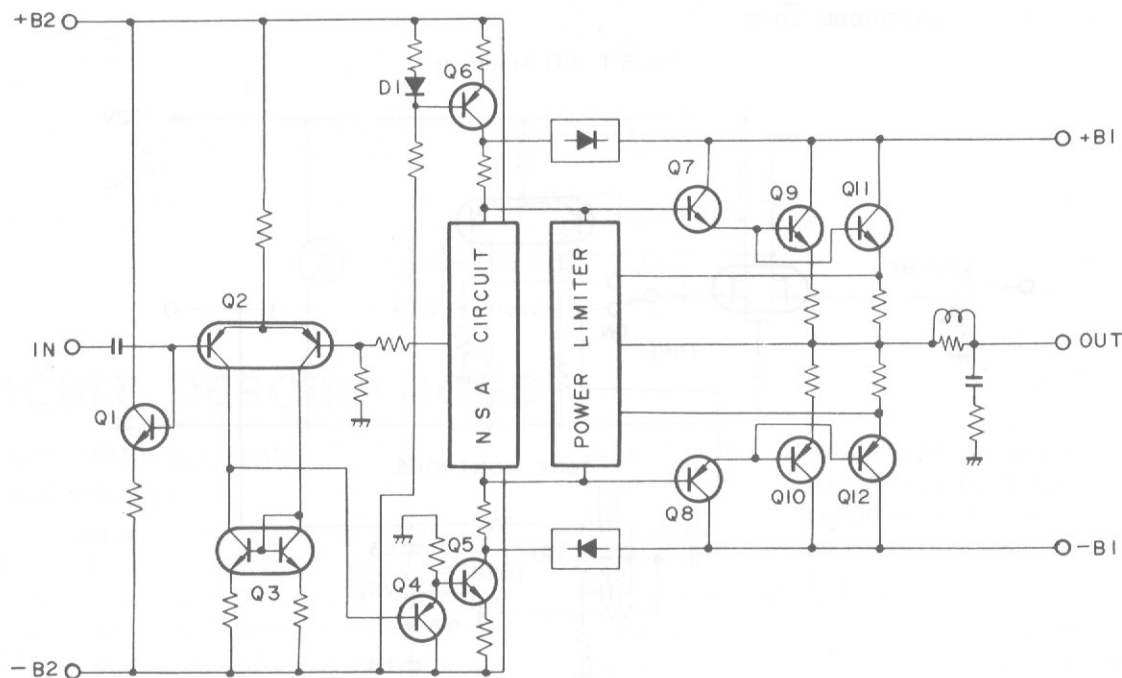 +B2
Q6
D1
+B1
Q7
Q9
Q11
Q2
IN
NSA CIRCUIT
POWER LIMITER
OUT
Q1
Q8
Q10
Q12
Q5
-B1
Q3
Q4
-B2